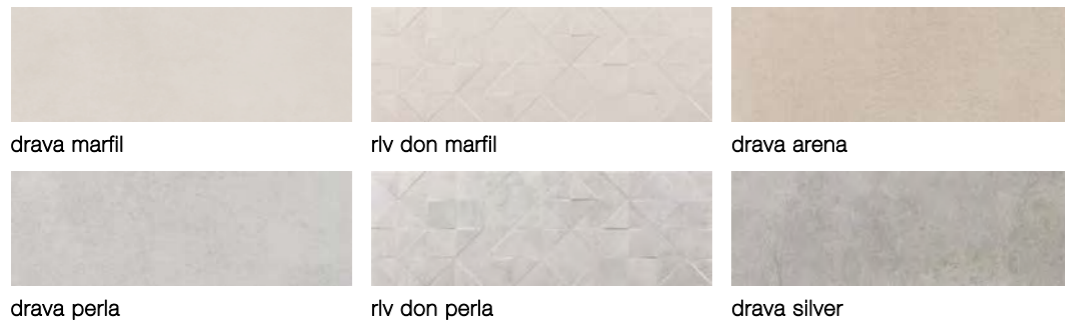 drava marfil
rlv don marfil
drava arena
drava perla
rlv don perla
drava silver